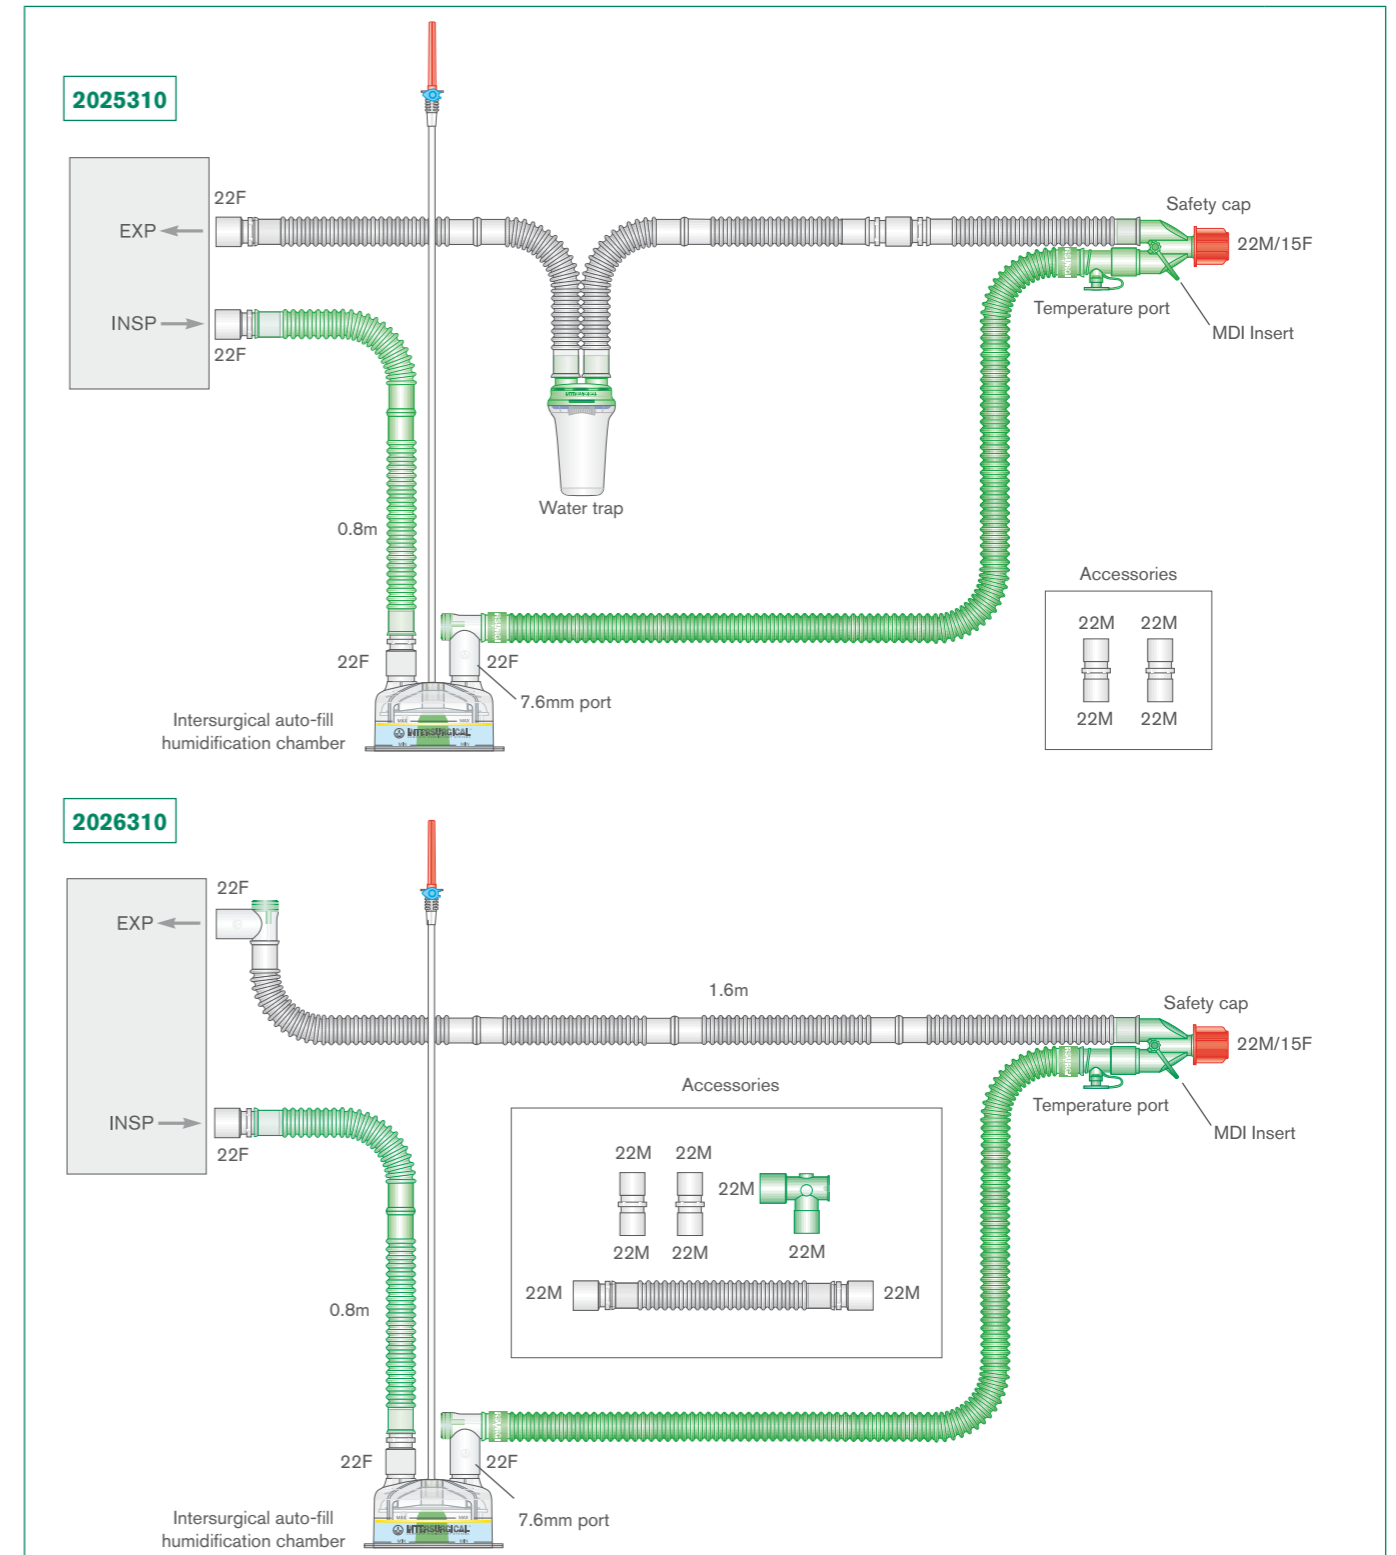 2025310
22F
EXP
Safety cap
22M/15F
INSP
22F
Temperature port
MDI Insert
Water trap
0.8m
Accessories
22M 22M
22M 22M
22F
22F
7.6mm port
Intersurgical auto-fill
humidification chamber
INTERSURGICAL
2026310
22F
EXP
1.6m
Safety cap
22M/15F
Accessories
Temperature port
INSP
22F
MDI Insert
22M 22M
22M
22M 22M 22M
22M 22M
0.8m
22F
22F
7.6mm port
Intersurgical auto-fill
humidification chamber
INTERSURGICAL